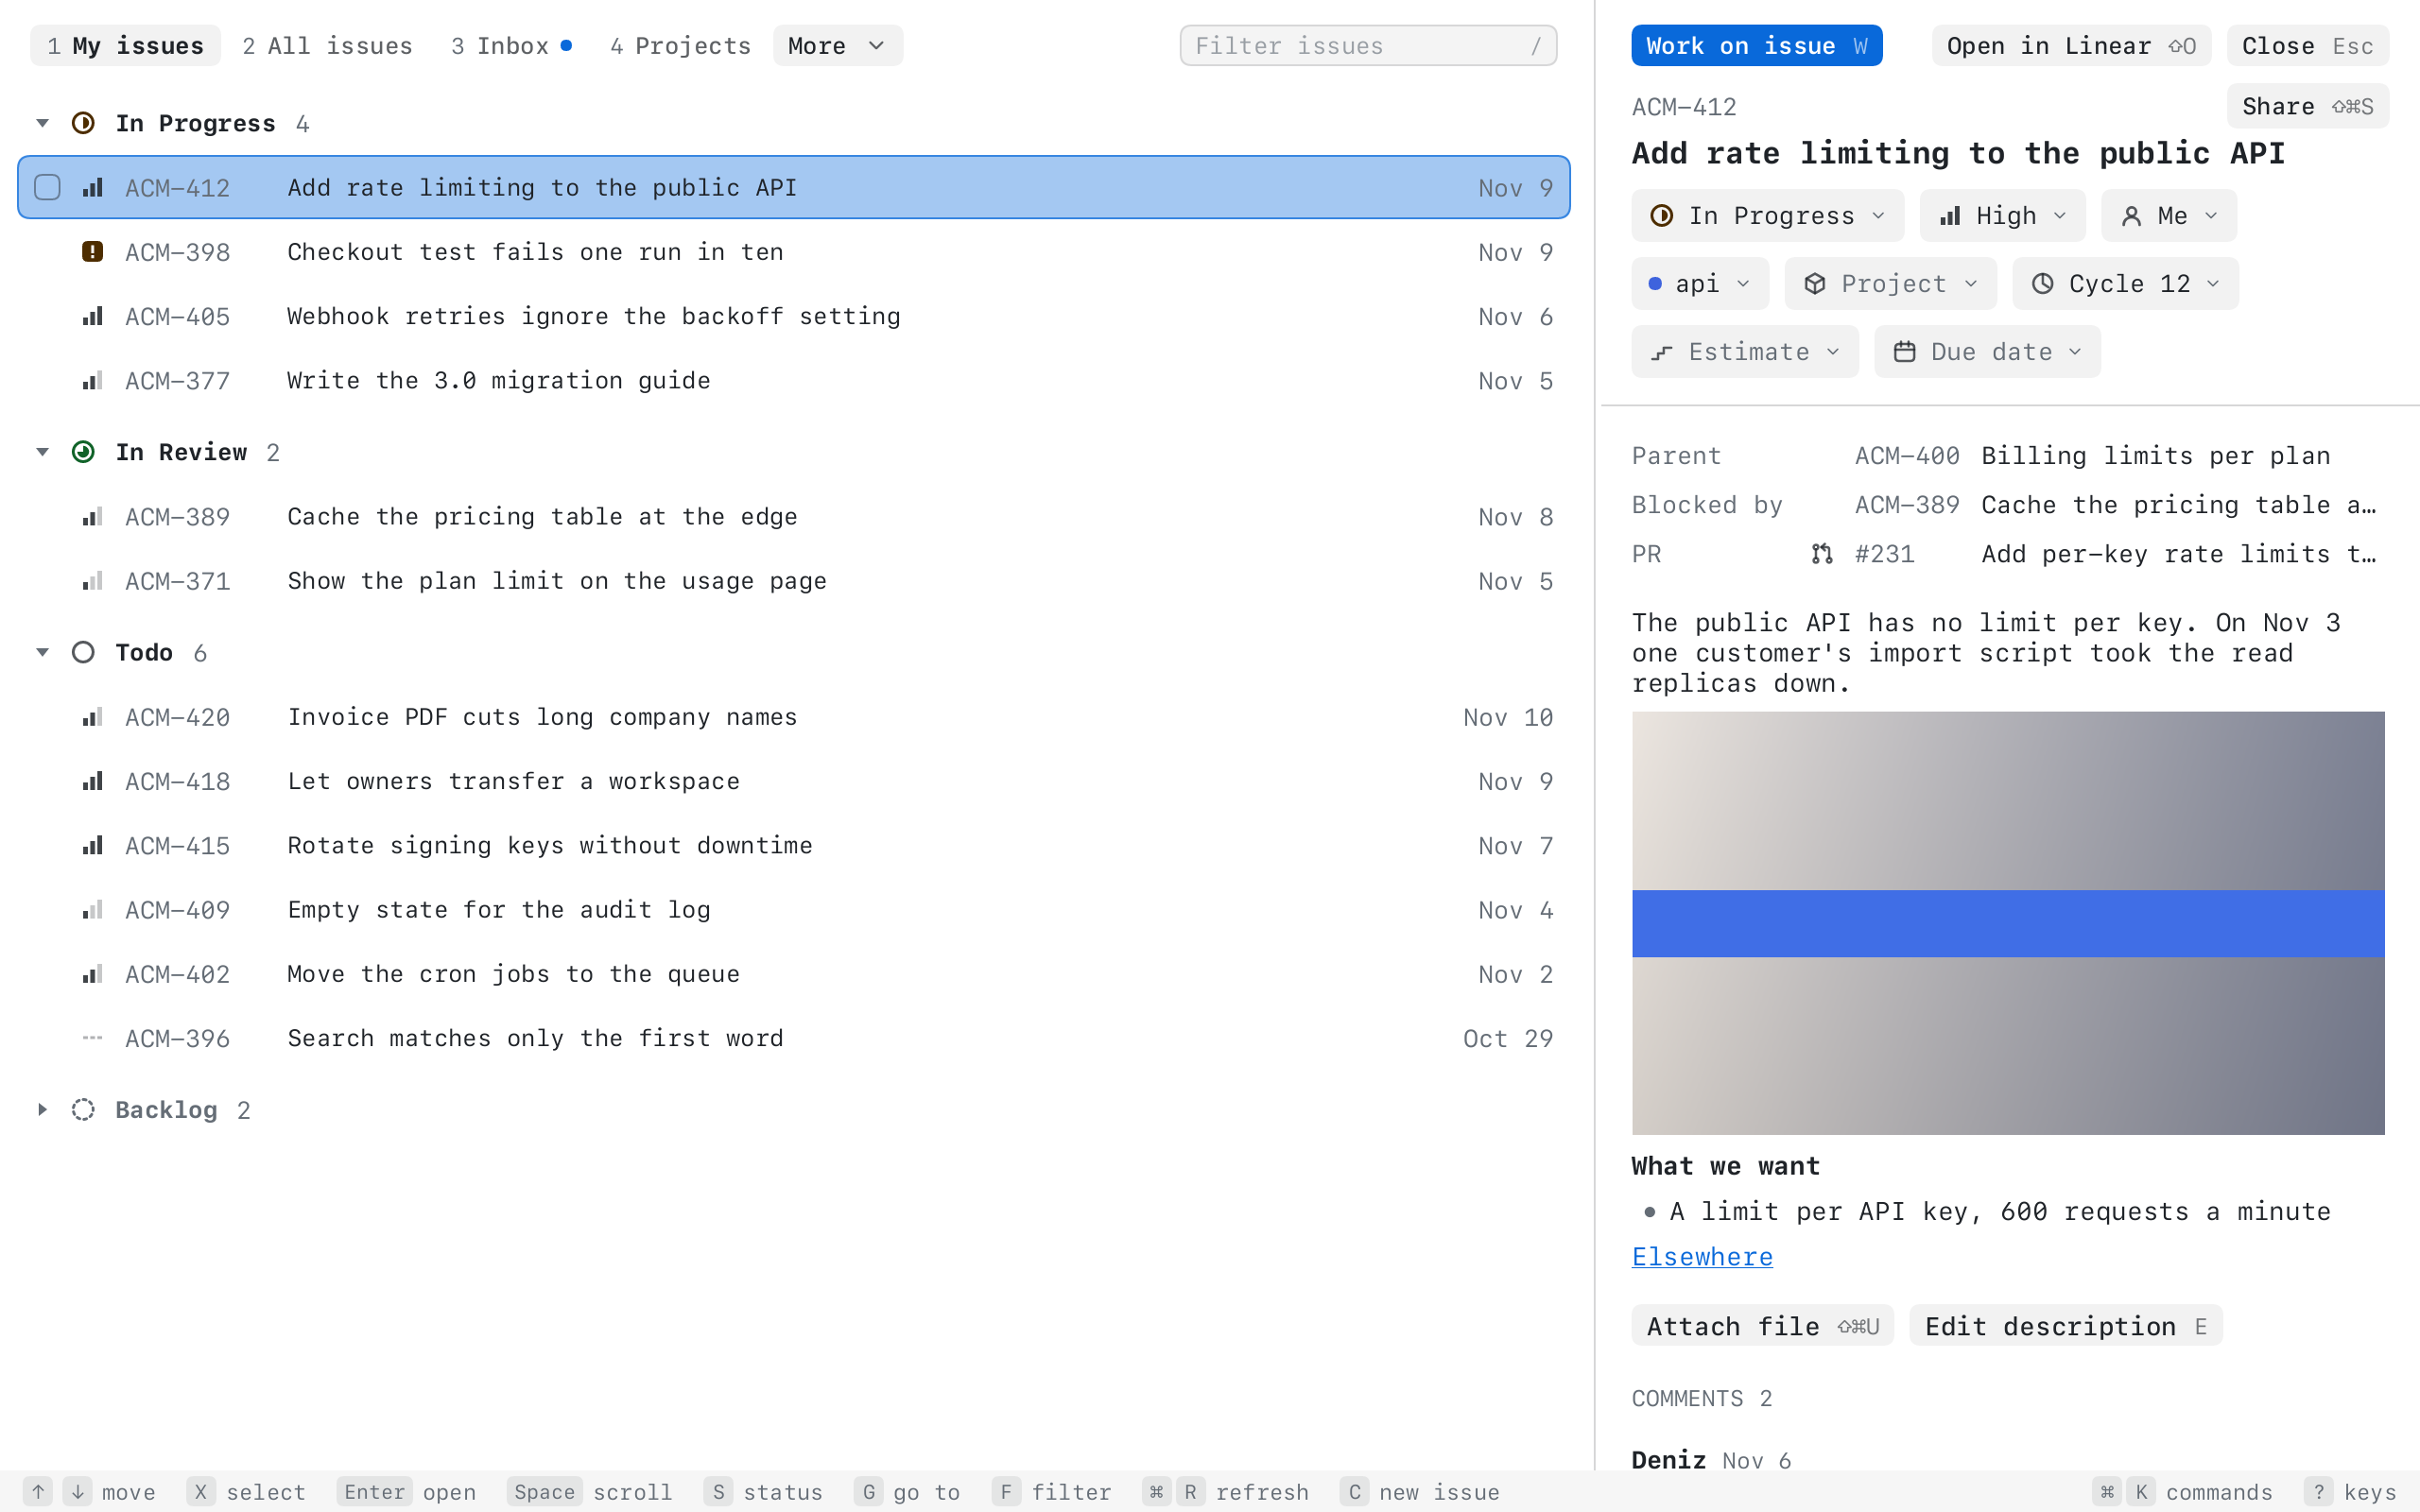 1 My issues 2 All issues 3 Inbox 4 Projects More
Filter issues /
In Progress 4
ACM-412 Add rate limiting to the public API Nov 9
ACM-398 Checkout test fails one run in ten Nov 9
ACM-405 Webhook retries ignore the backoff setting Nov 6
ACM-377 Write the 3.0 migration guide Nov 5
In Review 2
ACM-389 Cache the pricing table at the edge Nov 8
ACM-371 Show the plan limit on the usage page Nov 5
Todo 6
ACM-420 Invoice PDF cuts long company names Nov 10
ACM-418 Let owners transfer a workspace Nov 9
ACM-415 Rotate signing keys without downtime Nov 7
ACM-409 Empty state for the audit log Nov 4
ACM-402 Move the cron jobs to the queue Nov 2
ACM-396 Search matches only the first word Oct 29
Backlog 2
Work on issue W Open in Linear ⇧O Close Esc
ACM-412 Share ⇧⌘S
Add rate limiting to the public API
In Progress High Me
api Project Cycle 12
Estimate Due date
Parent ACM-400 Billing limits per plan
Blocked by ACM-389 Cache the pricing table a…
PR #231 Add per-key rate limits t…
The public API has no limit per key. On Nov 3
one customer's import script took the read
replicas down.
What we want
• A limit per API key, 600 requests a minute
Elsewhere
Attach file ⇧⌘U Edit description E
COMMENTS 2
Deniz Nov 6
↑ ↓ move X select Enter open Space scroll S status G go to F filter ⌘ R refresh C new issue ⌘ K commands ? keys